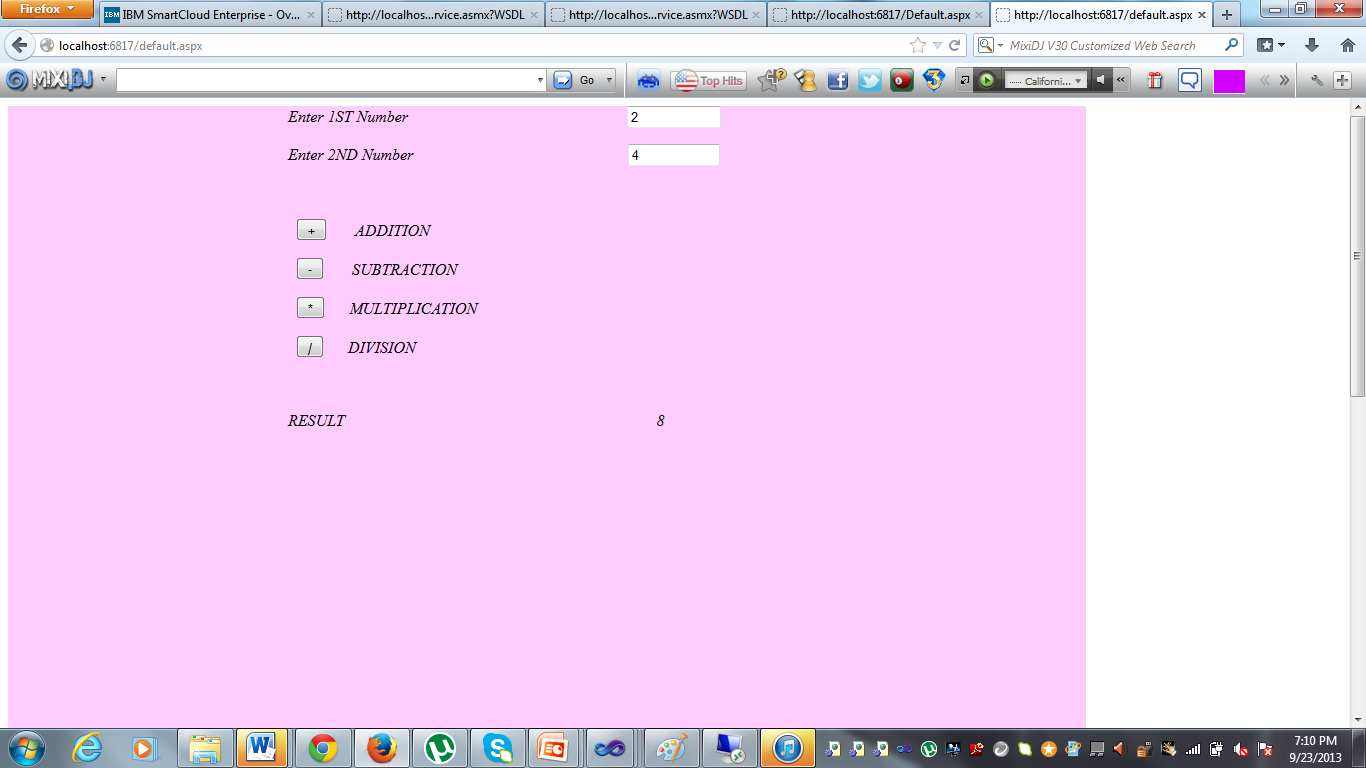 Firefox
IBM SmartCloud Enterprise - Ov...
http://localhos...rvice.asmx?WSDL
http://localhos...rvice.asmx?WSDL
http://localhost:6817/Default.aspx
http://localhost:6817/default.aspx
localhost:6817/default.aspx
MixiDJ V30 Customized Web Search
MIXIDJ
Go
Top Hits
Californi...
Enter 1ST Number 2
Enter 2ND Number 4
+ ADDITION
- SUBTRACTION
* MULTIPLICATION
/ DIVISION
RESULT 8
7:10 PM
9/23/2013